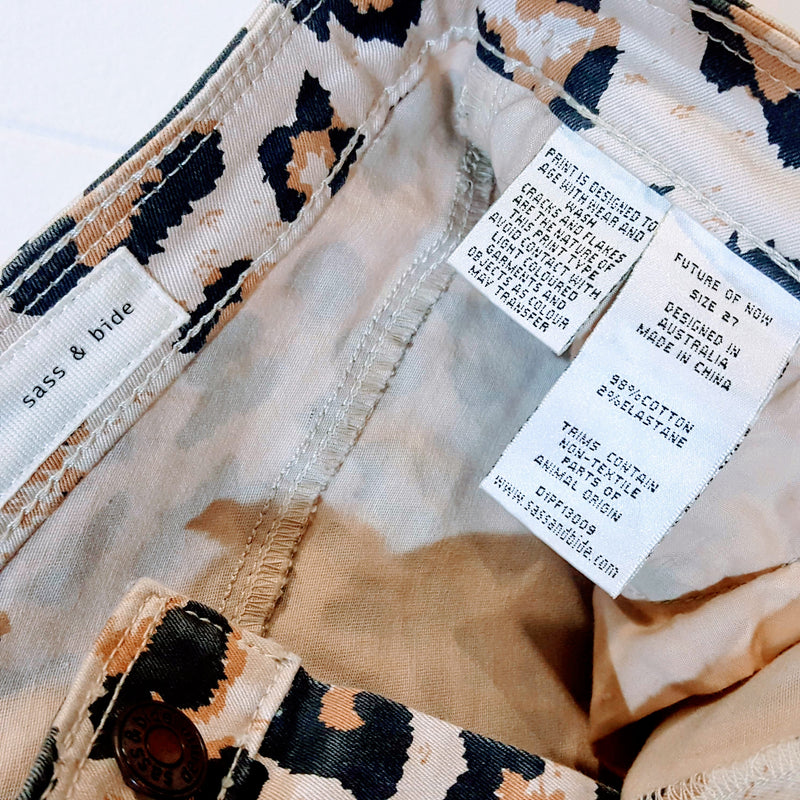 sass & bide
PRINT IS DESIGNED TO
AGE WITH WEAR AND
WASH
CRACKS AND FLAKES
ARE THE NATURE OF
THIS PRINT TYPE
AVOID CONTACT WITH
LIGHT COLOURED
GARMENTS AND
OBJECTS AS COLOUR
MAY TRANSFER
FUTURE OF NOW
SIZE 27
DESIGNED IN
AUSTRALIA
MADE IN CHINA
98%COTTON
2%ELASTANE
TRIMS CONTAIN
NON-TEXTILE
PARTS OF
ANIMAL ORIGIN
D1PF13009
www.sassandbide.com
SASS & BIDE